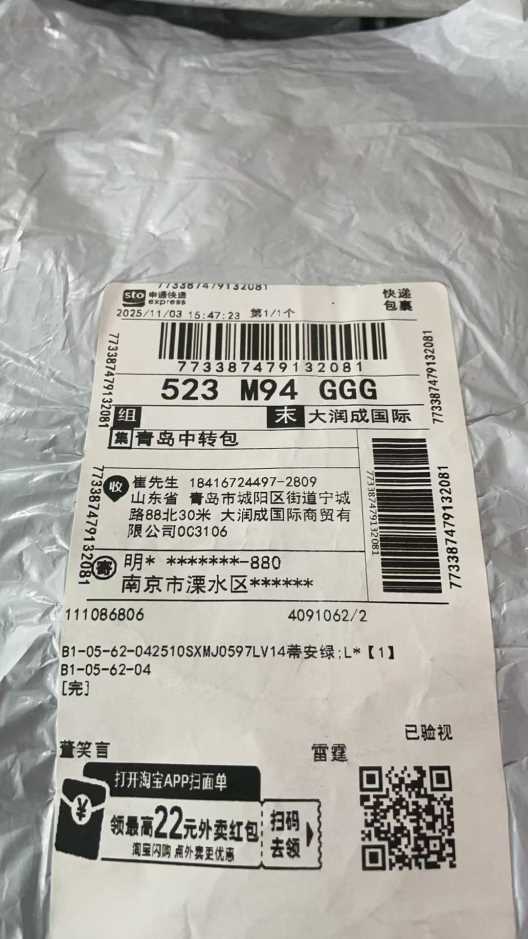 773387479132081
sto 申通快递
express
快递
包裹
2025/11/03 15:47:23 第1/1个
773387479132081
523 M94 GGG
组 末 大润成国际
集 青岛中转包
收 崔先生 18416724497-2809
山东省 青岛市城阳区街道宁城
路88北30米 大润成国际商贸有
限公司0C3106
寄 明* *******-880
南京市溧水区******
773387479132081
773387479132081
773387479132081
773387479132081
773387479132081
111086806 4091062/2
B1-05-62-042510SXMJ0597LV14蒂安绿;L*【1】
B1-05-62-04
[完]
已验视
董笑言 雷霆
打开淘宝APP扫面单
领最高22元外卖红包
淘宝闪购 点外卖更优惠
扫码
去领